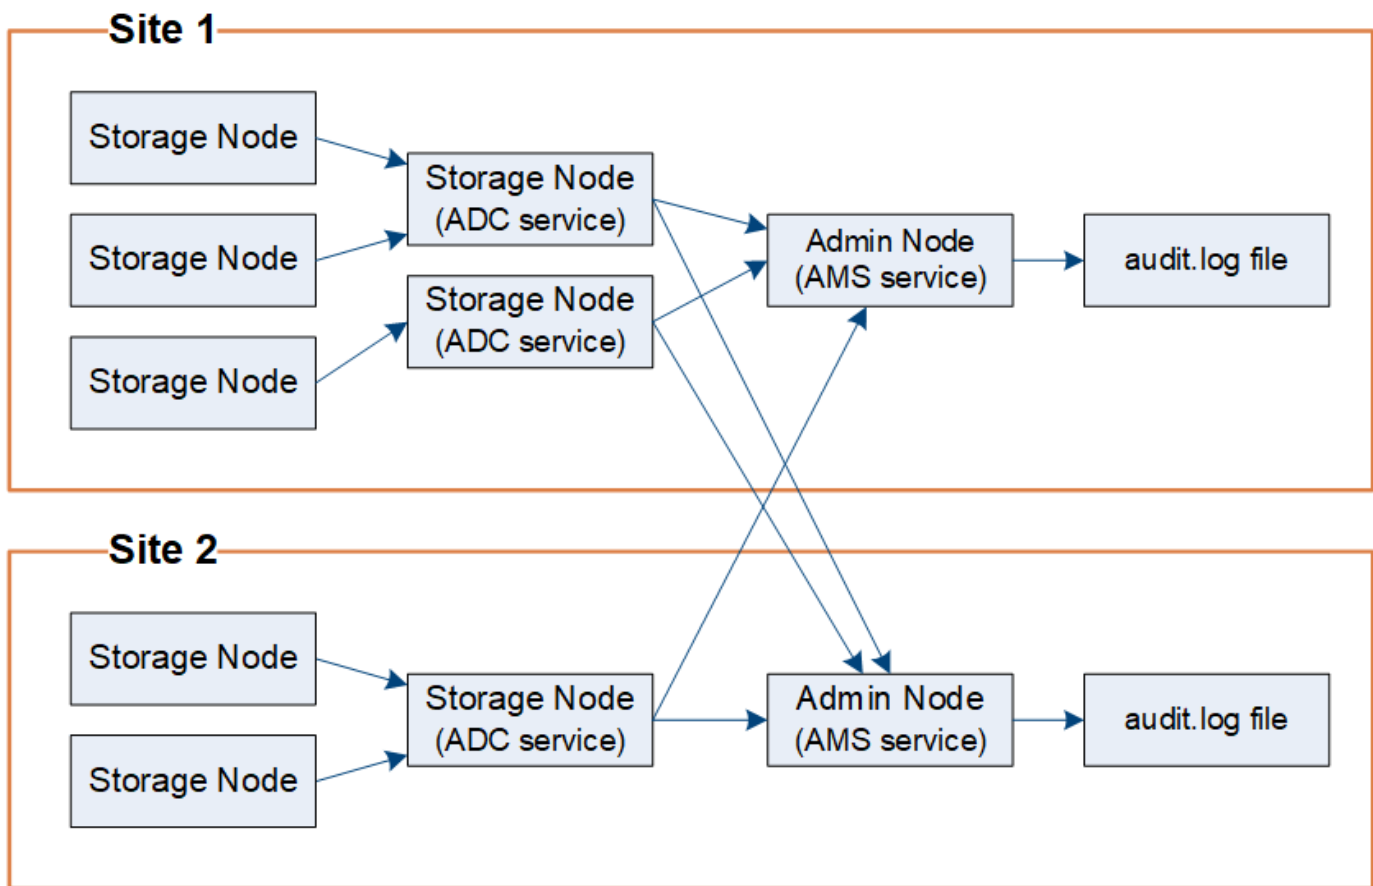 Site 1
Storage Node
Storage Node
Storage Node
Storage Node
(ADC service)
Storage Node
(ADC service)
Admin Node
(AMS service)
audit.log file
Site 2
Storage Node
Storage Node
Storage Node
(ADC service)
Admin Node
(AMS service)
audit.log file